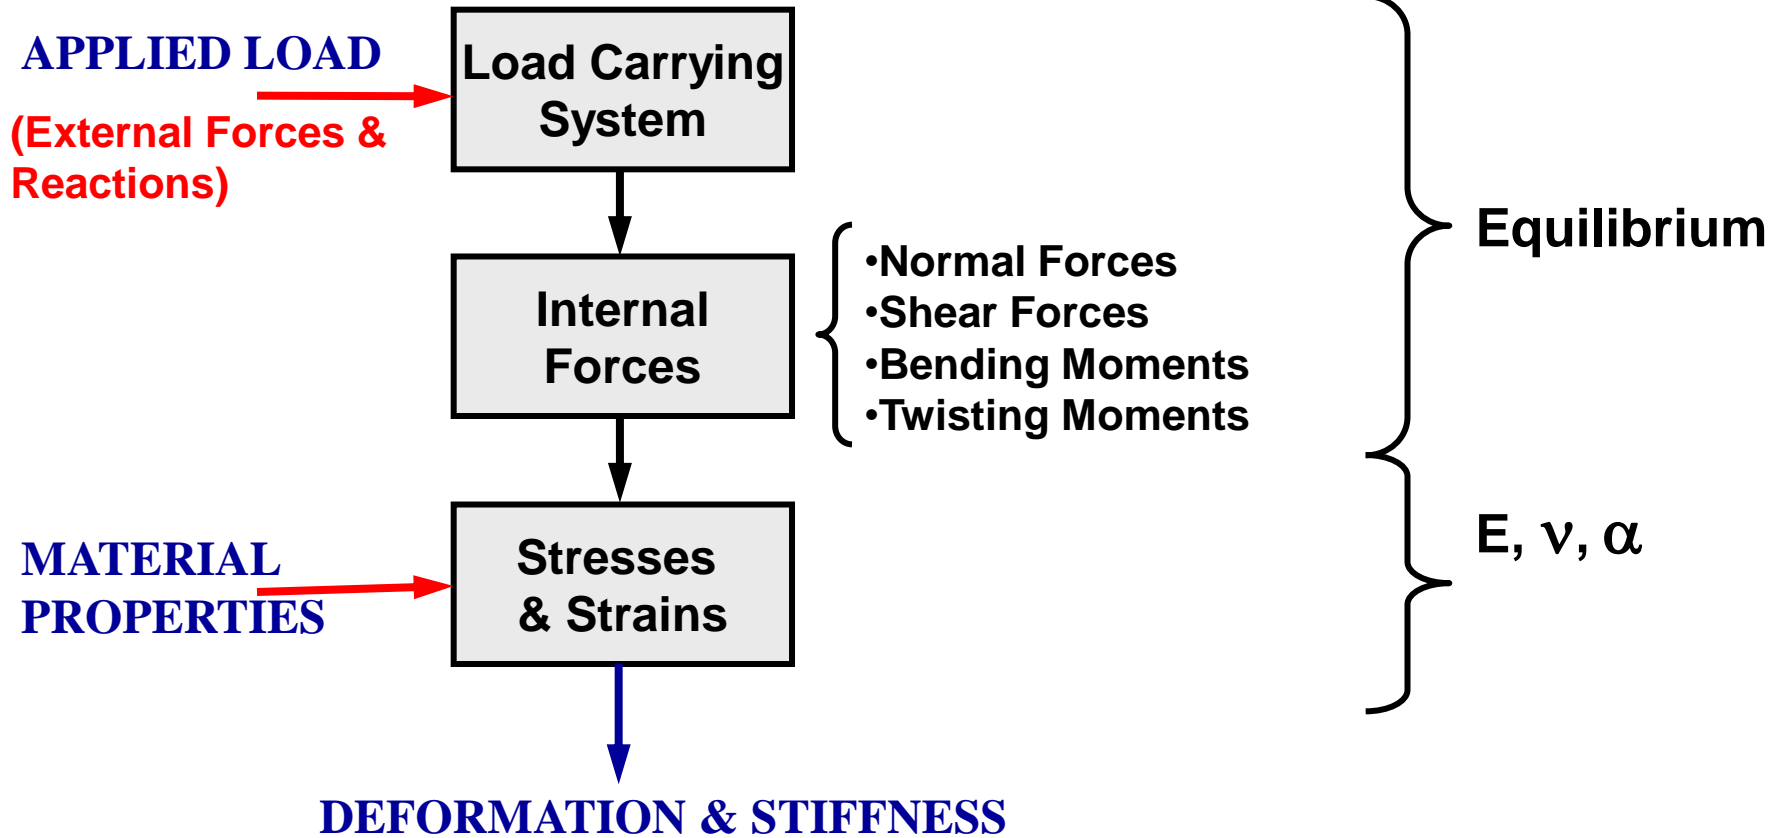 APPLIED LOAD
(External Forces &
Reactions)
Load Carrying
System
Internal
Forces
•Normal Forces
•Shear Forces
•Bending Moments
•Twisting Moments
Equilibrium
MATERIAL
PROPERTIES
Stresses
& Strains
E, ν, α
DEFORMATION & STIFFNESS